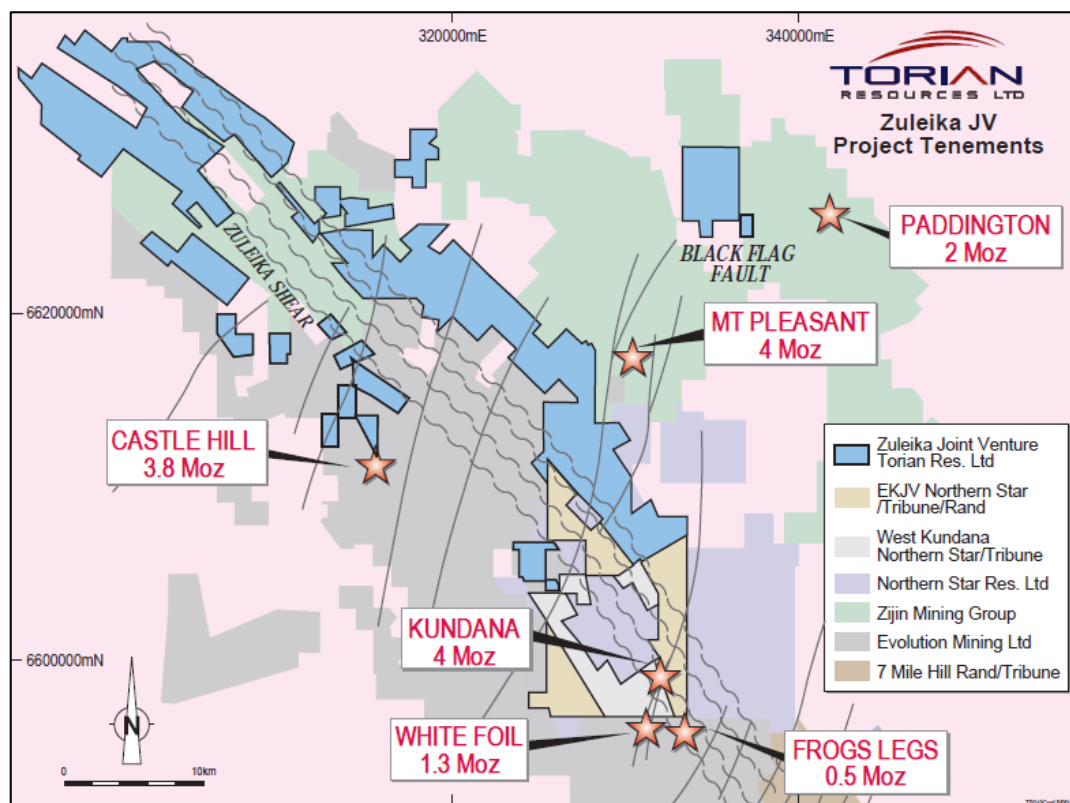 320000mE
340000mE
TORIAN
RESOURCES LTD
Zuleika JV
Project Tenements
PADDINGTON
2 Moz
BLACK FLAG
FAULT
ZULEIKA SHEAR
6620000mN
MT PLEASANT
4 Moz
CASTLE HILL
3.8 Moz
Zuleika Joint Venture
Torian Res. Ltd
EKJV Northern Star
/Tribune/Rand
West Kundana
Northern Star/Tribune
Northern Star Res. Ltd
Zijin Mining Group
Evolution Mining Ltd
7 Mile Hill Rand/Tribune
KUNDANA
4 Moz
6600000mN
N
WHITE FOIL
1.3 Moz
FROGS LEGS
0.5 Moz
0
10km